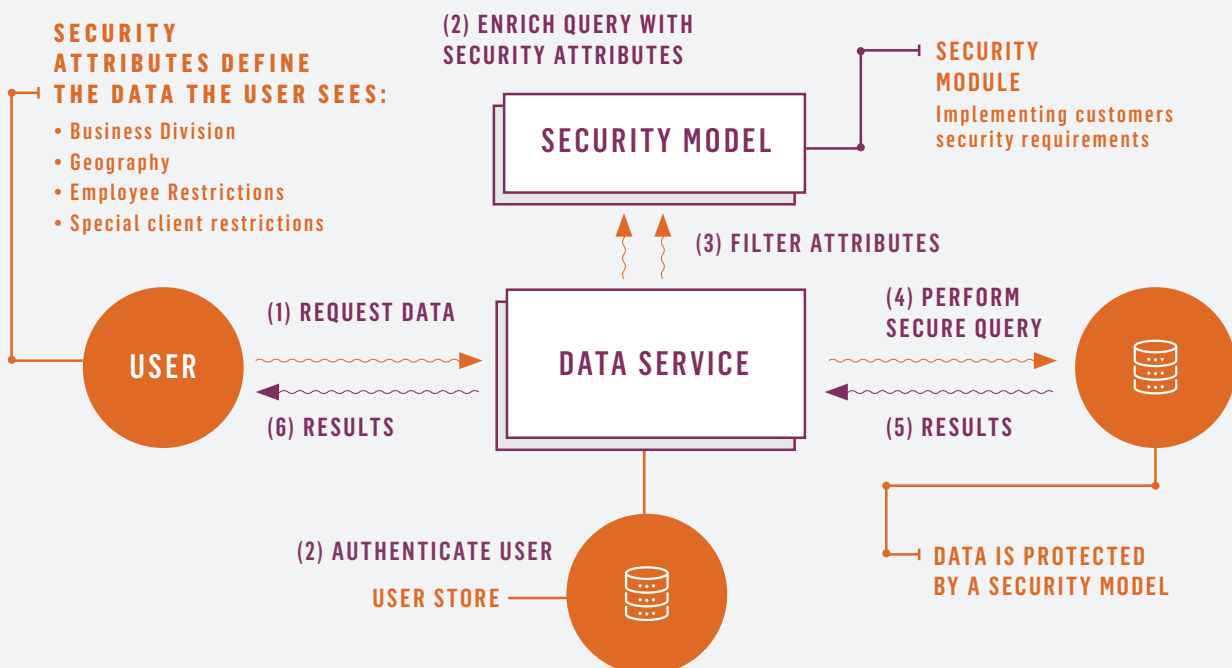 SECURITY
ATTRIBUTES DEFINE
THE DATA THE USER SEES:
• Business Division
• Geography
• Employee Restrictions
• Special client restrictions
(2) ENRICH QUERY WITH
SECURITY ATTRIBUTES
SECURITY MODEL
SECURITY
MODULE
Implementing customers
security requirements
(3) FILTER ATTRIBUTES
USER
(1) REQUEST DATA
(6) RESULTS
DATA SERVICE
(4) PERFORM
SECURE QUERY
(5) RESULTS
(2) AUTHENTICATE USER
USER STORE
DATA IS PROTECTED
BY A SECURITY MODEL